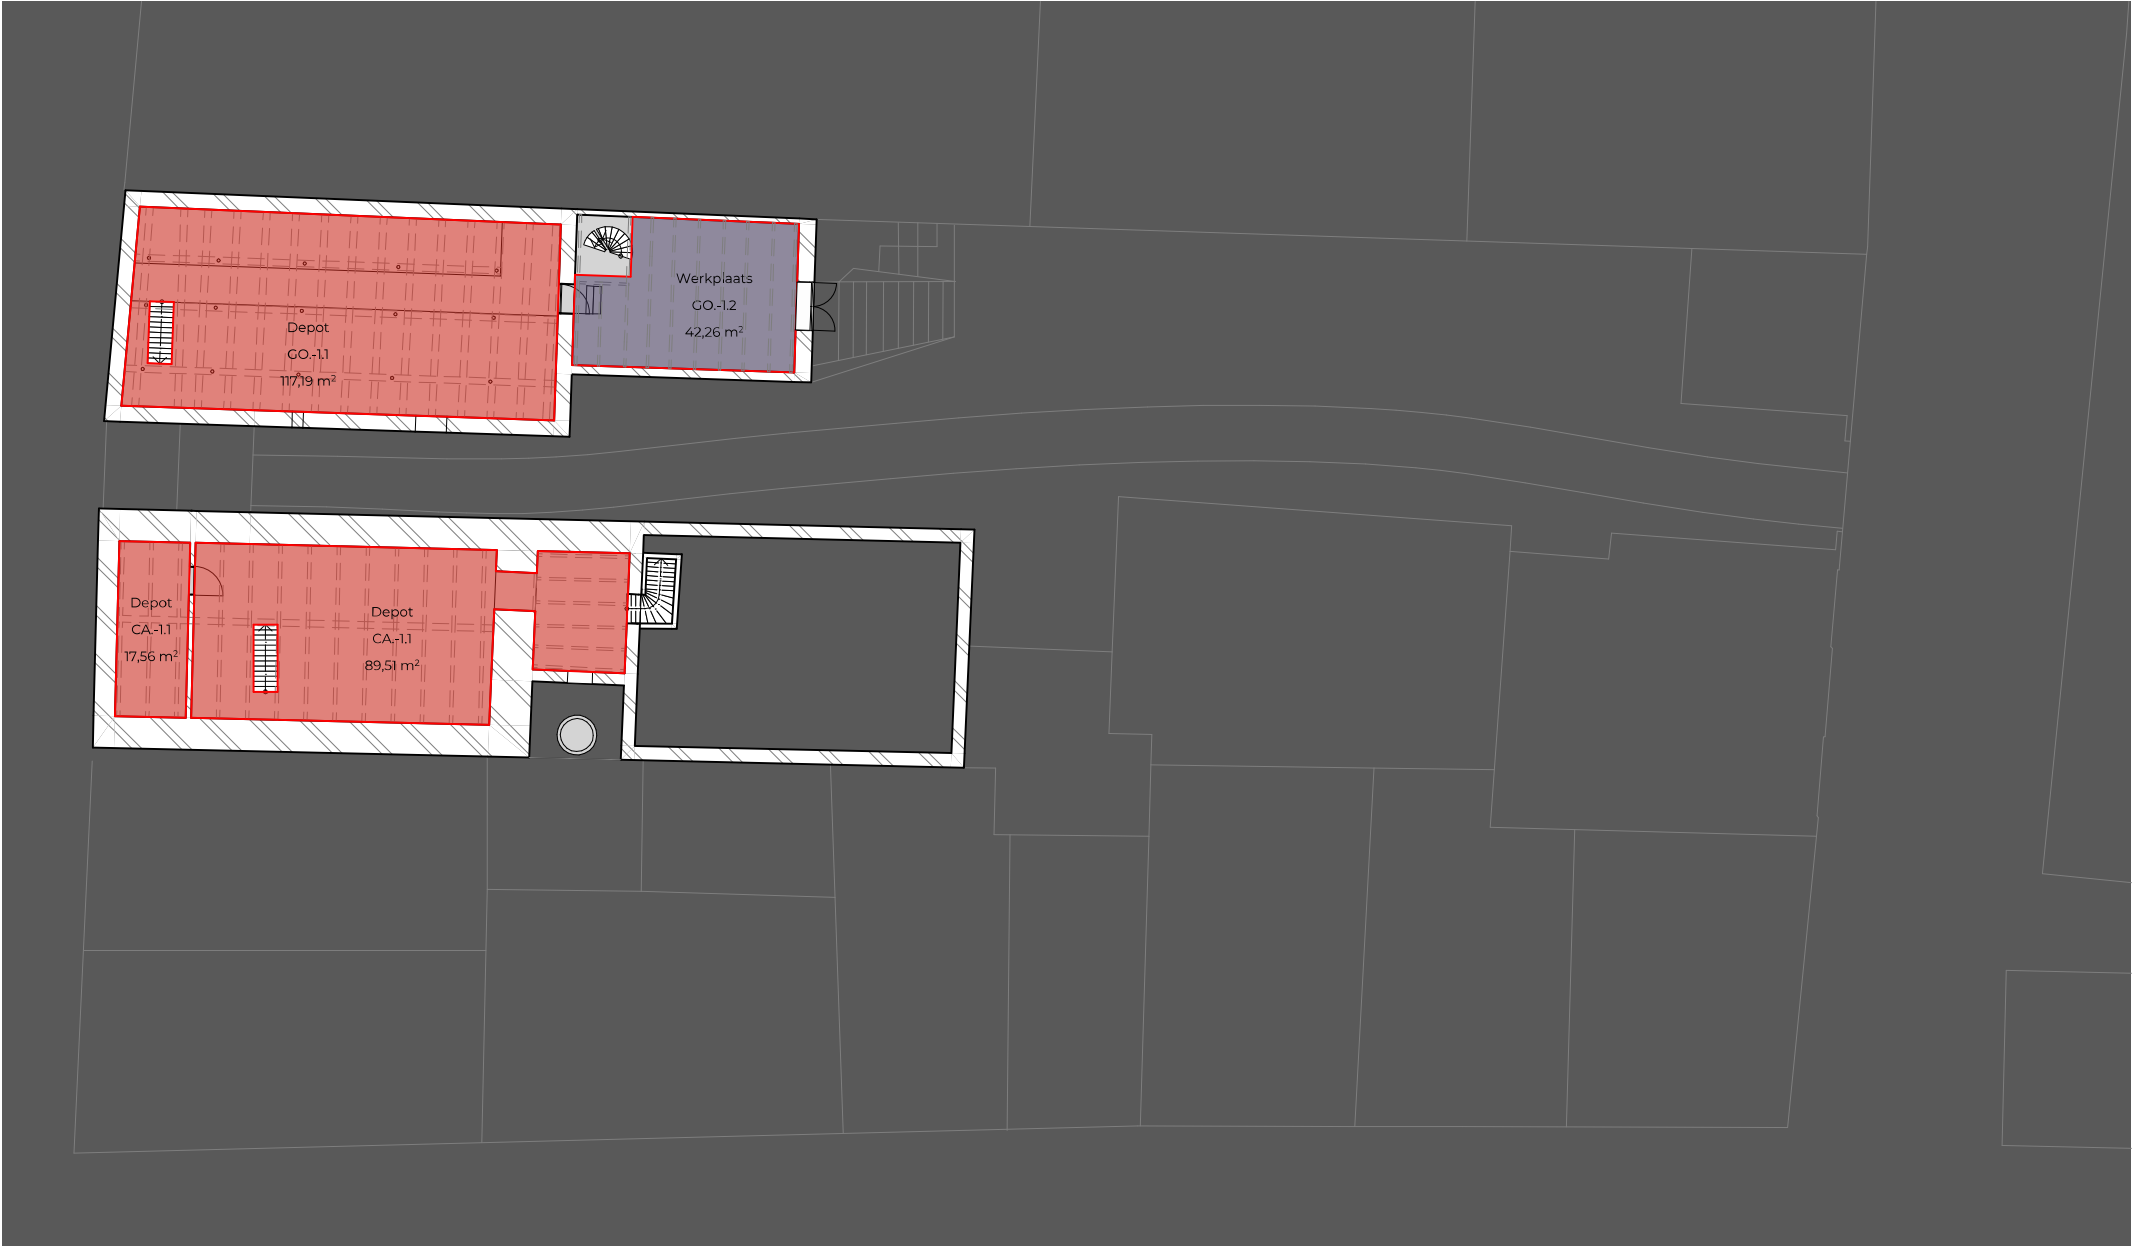 Werkplaats
GO.-1.2
42,26 m²
Depot
GO.-1.1
117,19 m²
Depot
CA.-1.1
17,56 m²
Depot
CA.-1.1
89,51 m²